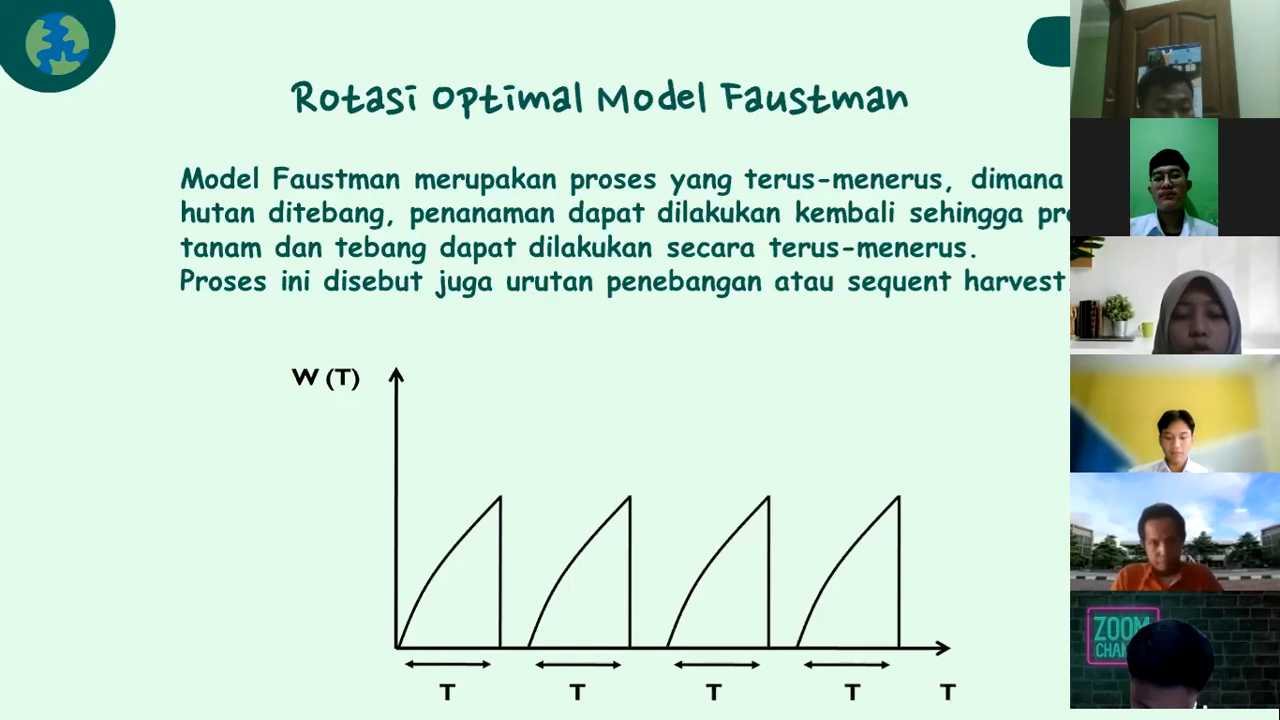 Rotasi Optimal Model Faustman
Model Faustman merupakan proses yang terus-menerus, dimana
hutan ditebang, penanaman dapat dilakukan kembali sehingga
tanam dan tebang dapat dilakukan secara terus-menerus.
Proses ini disebut juga urutan penebangan atau sequent harvest
W (T)
T T T T T
ZOOM